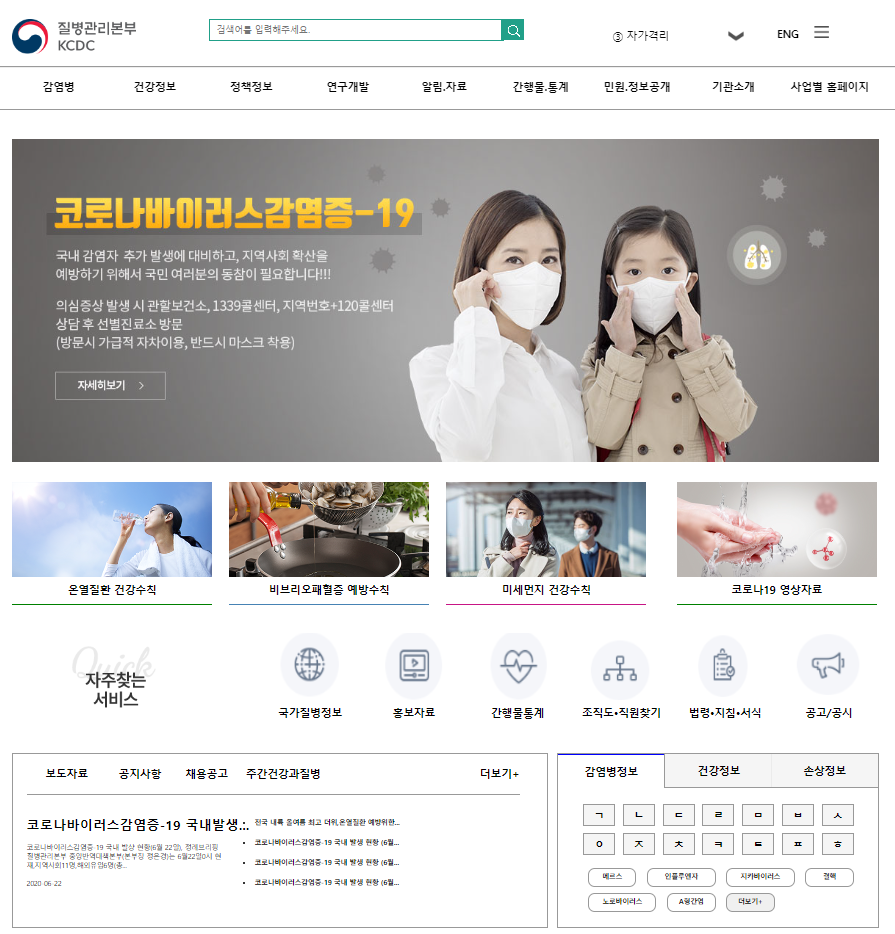 질병관리본부
KCDC
검색어를 입력해주세요.
③ 자가격리
ENG
감염병 건강정보 정책정보 연구개발 알림.자료 간행물.통계 민원.정보공개 기관소개 사업별 홈페이지
코로나바이러스감염증-19
국내 감염자 추가 발생에 대비하고, 지역사회 확산을
예방하기 위해서 국민 여러분의 동참이 필요합니다!!!
의심증상 발생 시 관할보건소, 1339콜센터, 지역번호+120콜센터
상담 후 선별진료소 방문
(방문시 가급적 자차이용, 반드시 마스크 착용)
자세히보기 >
온열질환 건강수칙 비브리오패혈증 예방수칙 미세먼지 건강수칙 코로나19 영상자료
Quick
자주찾는
서비스
국가질병정보 홍보자료 간행물통계 조직도•직원찾기 법령•지침•서식 공고/공시
보도자료 공지사항 채용공고 주간건강과질병 더보기+
코로나바이러스감염증-19 국내발생...
코로나바이러스감염증-19 국내 발생 현황(6월 22일), 정례브리핑
질병관리본부 중앙방역대책본부(본부장 정은경)는 6월22일0시 현
재,지역사회11명,해외유입6명(총...
2020-06-22
전국 내륙 올여름 최고 더위,온열질환 예방위한...
• 코로나바이러스감염증-19 국내 발생 현황 (6월...
• 코로나바이러스감염증-19 국내 발생 현황 (6월...
• 코로나바이러스감염증-19 국내 발생 현황 (6월...
감염병정보 건강정보 손상정보
ㄱ ㄴ ㄷ ㄹ ㅁ ㅂ ㅅ
ㅇ ㅈ ㅊ ㅋ ㅌ ㅍ ㅎ
메르스 인플루엔자 지카바이러스 결핵
노로바이러스 A형간염 더보기+